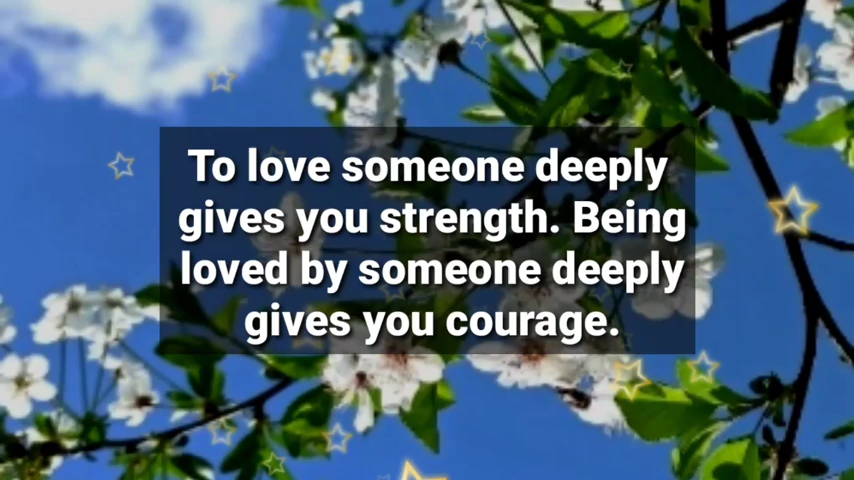 To love someone deeply
gives you strength. Being
loved by someone deeply
gives you courage.